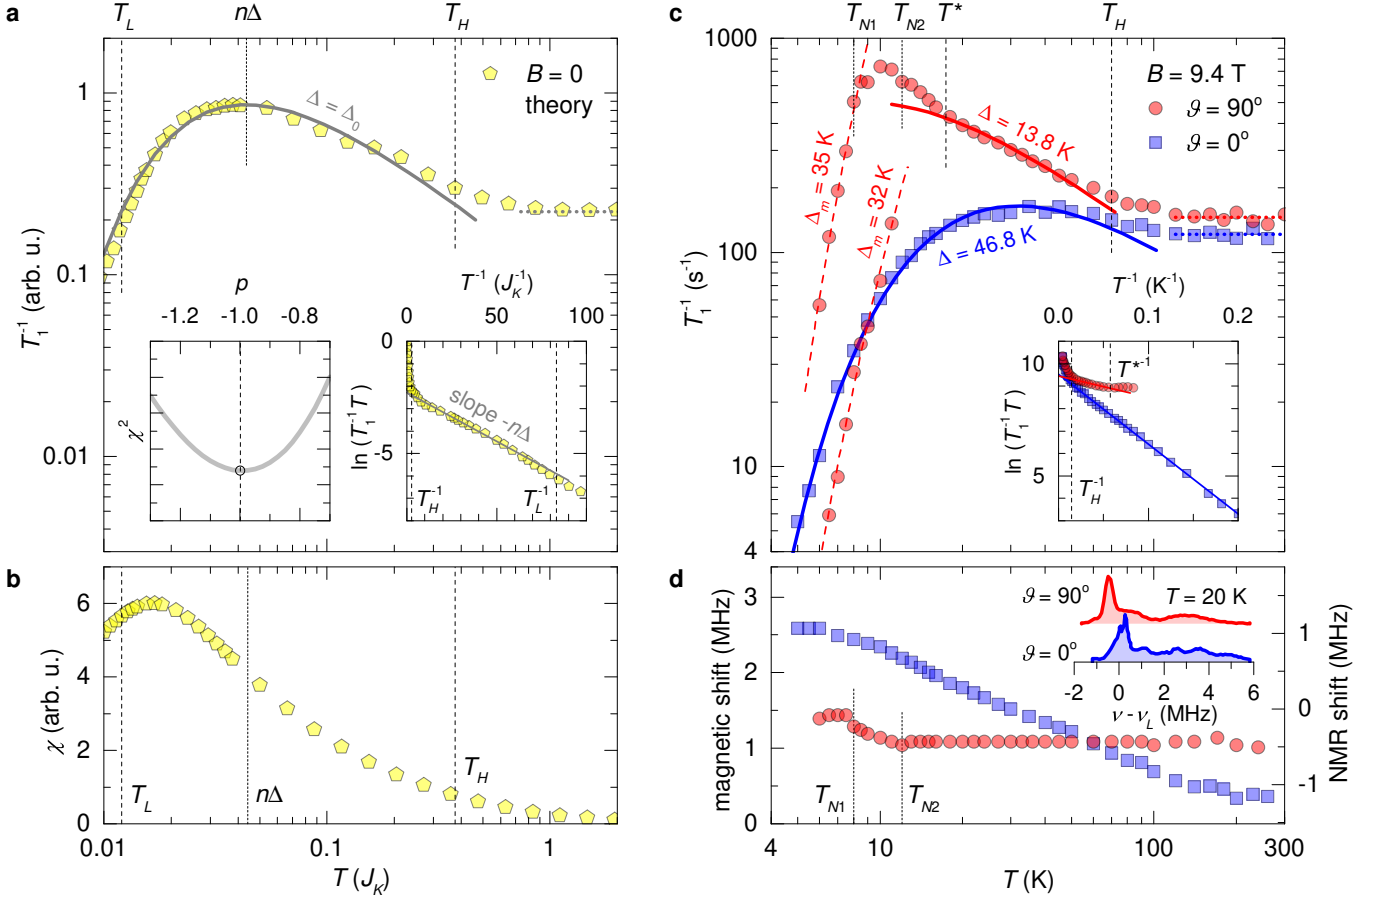 a
T_L
nΔ
T_H
B = 0
theory
Δ = Δ_0
T_1^-1 (arb. u.)
1
0.1
0.01
p
-1.2
-1.0
-0.8
χ^2
T^-1 (J_K^-1)
0
50
100
ln (T_1^-1 T)
0
-5
slope -nΔ
T_H^-1
T_L^-1
b
χ (arb. u.)
6
4
2
0
T_L
nΔ
T_H
0.01
0.1
1
T (J_K)
c
T_N1
T_N2
T*
T_H
B = 9.4 T
ϑ = 90°
ϑ = 0°
Δ = 13.8 K
Δ_m = 35 K
Δ_m = 32 K
Δ = 46.8 K
T_1^-1 (s^-1)
1000
100
10
4
T^-1 (K^-1)
0.0
0.1
0.2
ln (T_1^-1 T)
10
5
T*^-1
T_H^-1
d
magnetic shift (MHz)
3
2
1
0
ϑ = 90°
T = 20 K
ϑ = 0°
-2
0
2
4
6
ν - ν_L (MHz)
NMR shift (MHz)
1
0
-1
T_N1
T_N2
4
10
100
300
T (K)